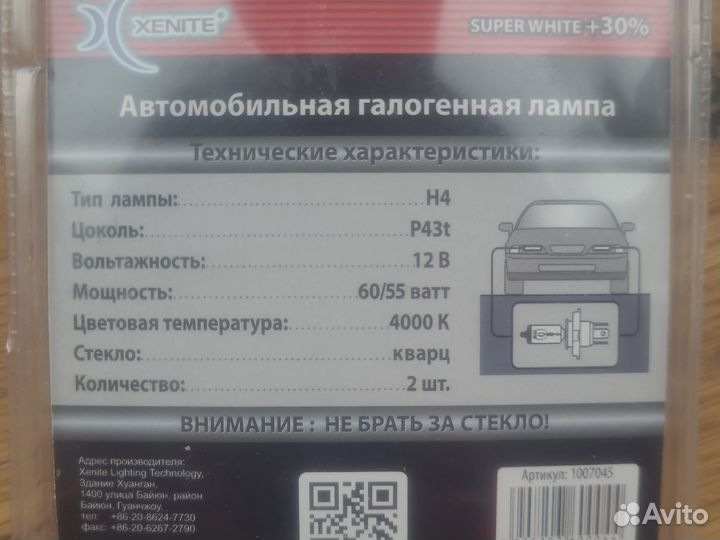 XENITE®
SUPER WHITE +30%
Автомобильная галогенная лампа
Технические характеристики:
Тип лампы: H4
Цоколь: P43t
Вольтажность: 12 В
Мощность: 60/55 ватт
Цветовая температура: 4000 К
Стекло: кварц
Количество: 2 шт.
ВНИМАНИЕ : НЕ БРАТЬ ЗА СТЕКЛО!
Адрес производителя:
Xenite Lighting Technology,
Здание Хуанган,
1400 улица Байюн, район
Байюн, Гуанчжоу.
тел: +86-20-8624-7730
факс: +86-20-6267-2790
Артикул: 1007045
Avito